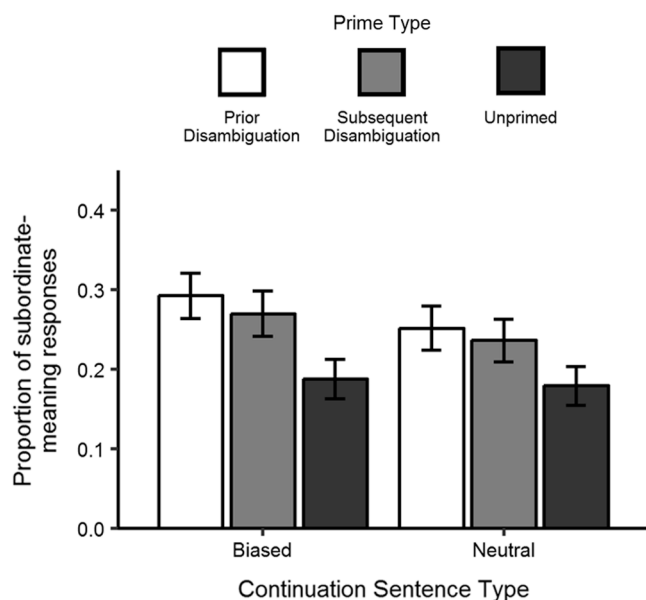 Prime Type
Prior
Disambiguation
Subsequent
Disambiguation
Unprimed
Proportion of subordinate-
meaning responses
0.4
0.3
0.2
0.1
0.0
Biased
Neutral
Continuation Sentence Type